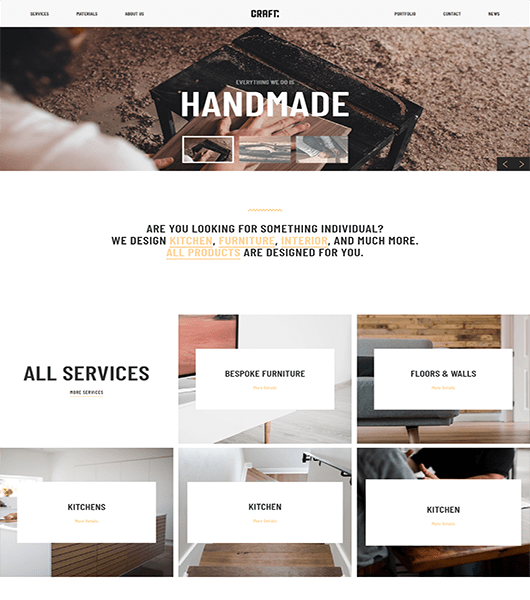 SERVICES
MATERIALS
ABOUT US
CRAFT.
PORTFOLIO
CONTACT
NEWS
EVERYTHING WE DO IS
HANDMADE
ARE YOU LOOKING FOR SOMETHING INDIVIDUAL?
WE DESIGN KITCHEN, FURNITURE, INTERIOR, AND MUCH MORE.
ALL PRODUCTS ARE DESIGNED FOR YOU.
ALL SERVICES
MORE SERVICES
BESPOKE FURNITURE
More Details
FLOORS & WALLS
More Details
KITCHENS
More Details
KITCHEN
More Details
KITCHEN
More Details